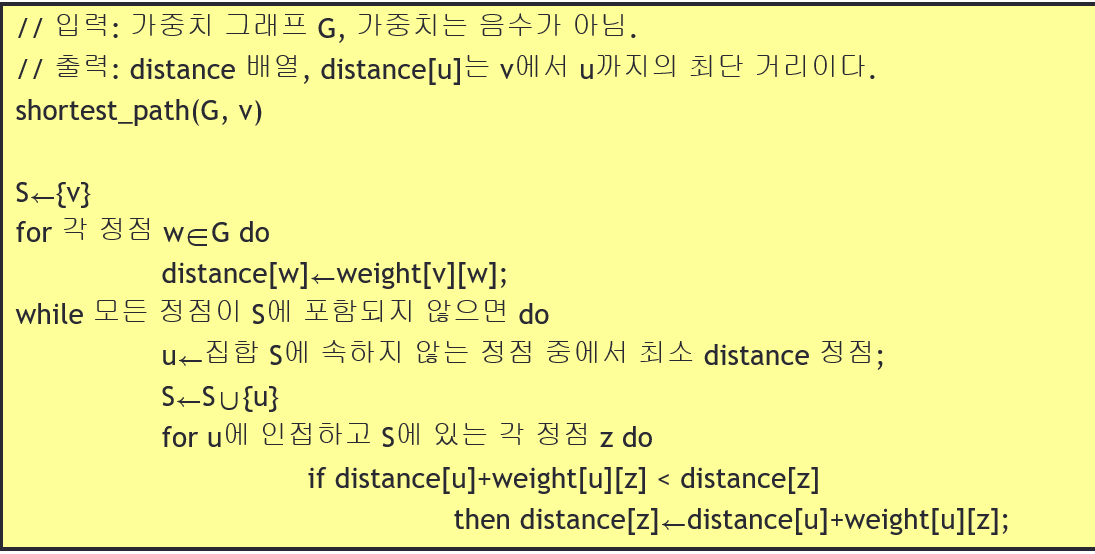 // 입력: 가중치 그래프 G, 가중치는 음수가 아님.
// 출력: distance 배열, distance[u]는 v에서 u까지의 최단 거리이다.
shortest_path(G, v)
S←{v}
for 각 정점 w∈G do
distance[w]←weight[v][w];
while 모든 정점이 S에 포함되지 않으면 do
u←집합 S에 속하지 않는 정점 중에서 최소 distance 정점;
S←S∪{u}
for u에 인접하고 S에 있는 각 정점 z do
if distance[u]+weight[u][z] < distance[z]
then distance[z]←distance[u]+weight[u][z];